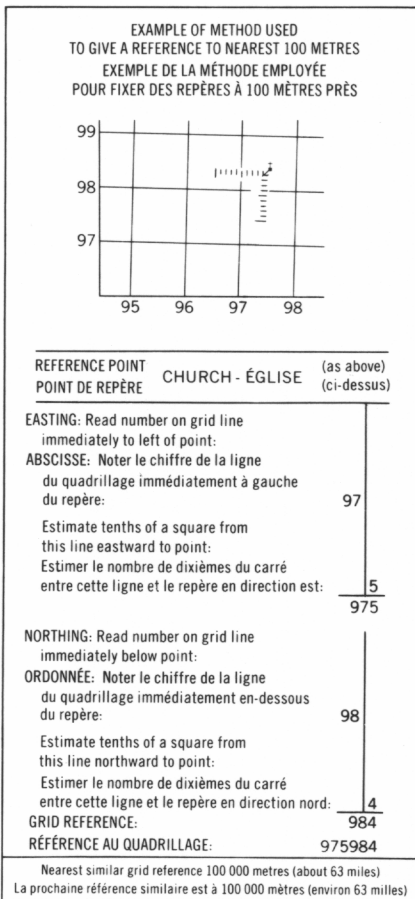 EXAMPLE OF METHOD USED
TO GIVE A REFERENCE TO NEAREST 100 METRES
EXEMPLE DE LA MÉTHODE EMPLOYÉE
POUR FIXER DES REPÈRES À 100 MÈTRES PRÈS
99
98
97
95 96 97 98
REFERENCE POINT
POINT DE REPÈRE
CHURCH - ÉGLISE
(as above)
(ci-dessus)
EASTING: Read number on grid line
immediately to left of point:
ABSCISSE: Noter le chiffre de la ligne
du quadrillage immédiatement à gauche
du repère: 97
Estimate tenths of a square from
this line eastward to point:
Estimer le nombre de dixièmes du carré
entre cette ligne et le repère en direction est: 5
975
NORTHING: Read number on grid line
immediately below point:
ORDONNÉE: Noter le chiffre de la ligne
du quadrillage immédiatement en-dessous
du repère: 98
Estimate tenths of a square from
this line northward to point:
Estimer le nombre de dixièmes du carré
entre cette ligne et le repère en direction nord: 4
GRID REFERENCE: 984
RÉFÉRENCE AU QUADRILLAGE: 975984
Nearest similar grid reference 100 000 metres (about 63 miles)
La prochaine référence similaire est à 100 000 mètres (environ 63 milles)